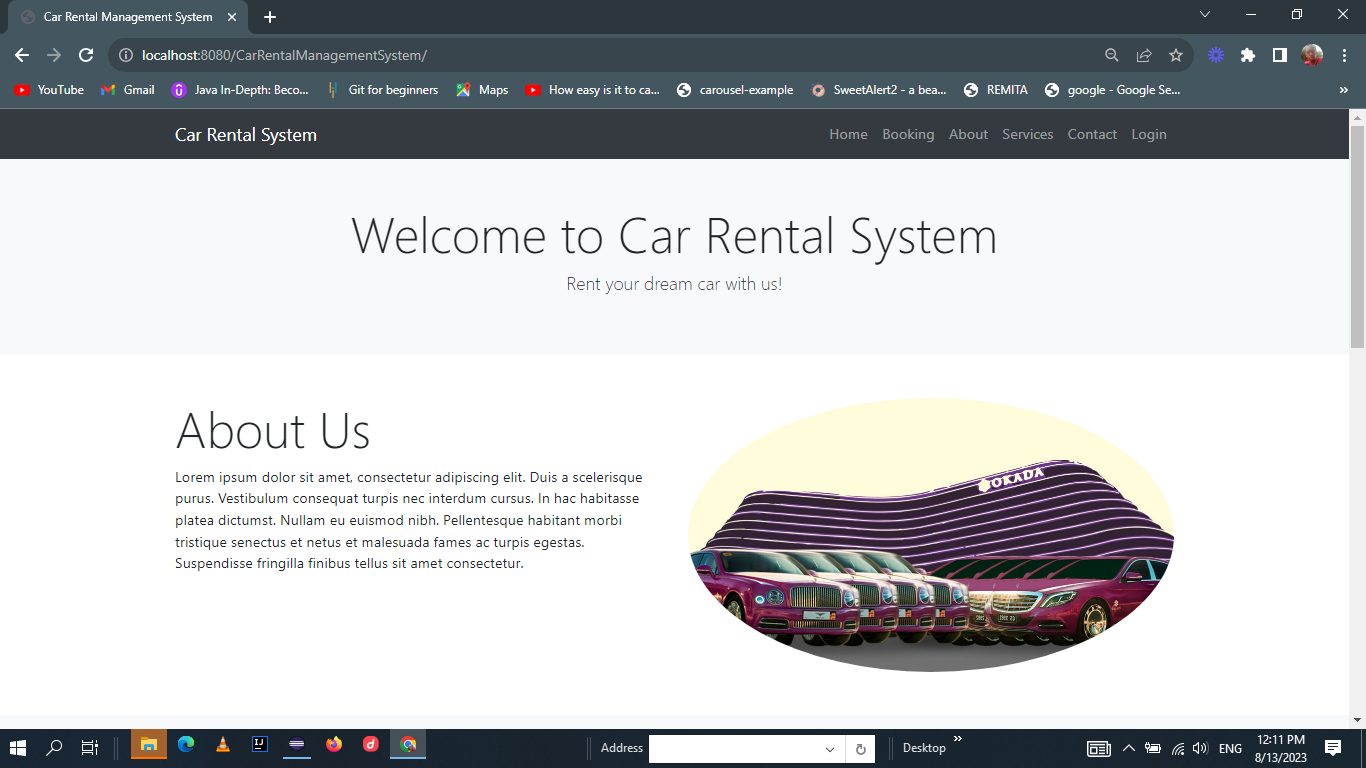 Car Rental Management System
localhost:8080/CarRentalManagementSystem/
YouTube
Gmail
Java In-Depth: Beco...
Git for beginners
Maps
How easy is it to ca...
carousel-example
SweetAlert2 - a bea...
REMITA
google - Google Se...
Car Rental System
Home
Booking
About
Services
Contact
Login
Welcome to Car Rental System
Rent your dream car with us!
About Us
Lorem ipsum dolor sit amet, consectetur adipiscing elit. Duis a scelerisque
purus. Vestibulum consequat turpis nec interdum cursus. In hac habitasse
platea dictumst. Nullam eu euismod nibh. Pellentesque habitant morbi
tristique senectus et netus et malesuada fames ac turpis egestas.
Suspendisse fringilla finibus tellus sit amet consectetur.
OKADA
Address
Desktop
ENG
12:11 PM
8/13/2023